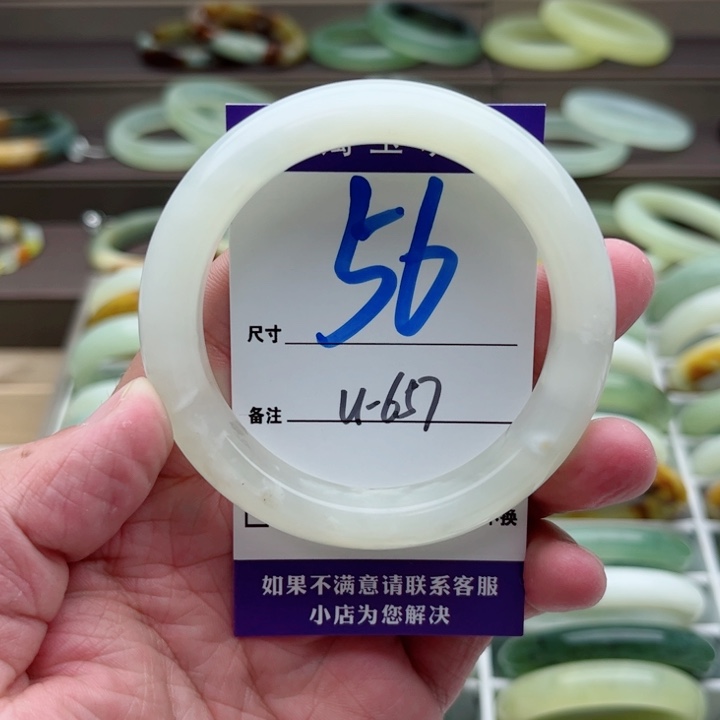 56
尺寸
备注 u-657
换
如果不满意请联系客服
小店为您解决